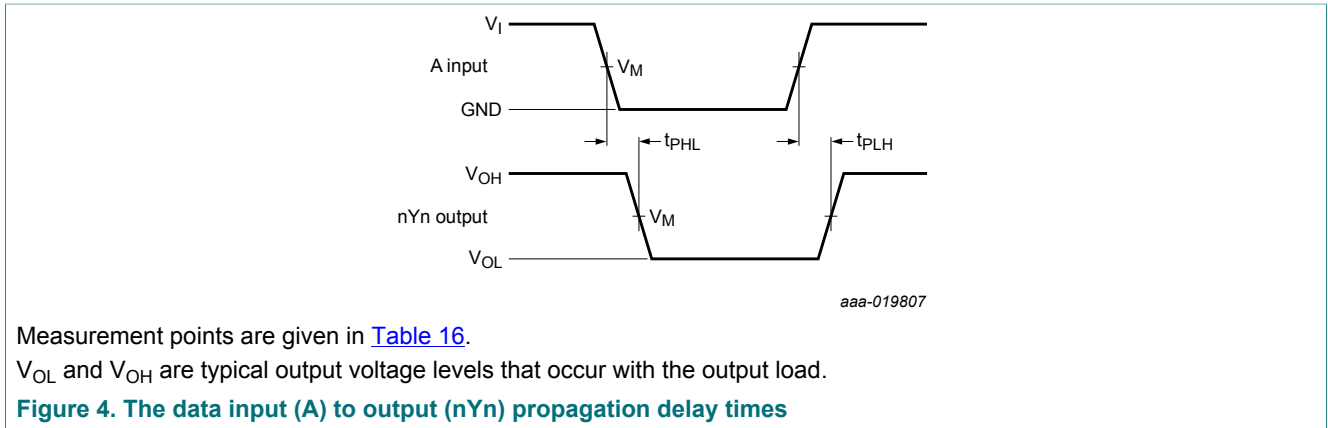 VI
A input
VM
GND
tPHL
tPLH
VOH
nYn output
VM
VOL
aaa-019807
Measurement points are given in Table 16.
VOL and VOH are typical output voltage levels that occur with the output load.
Figure 4. The data input (A) to output (nYn) propagation delay times